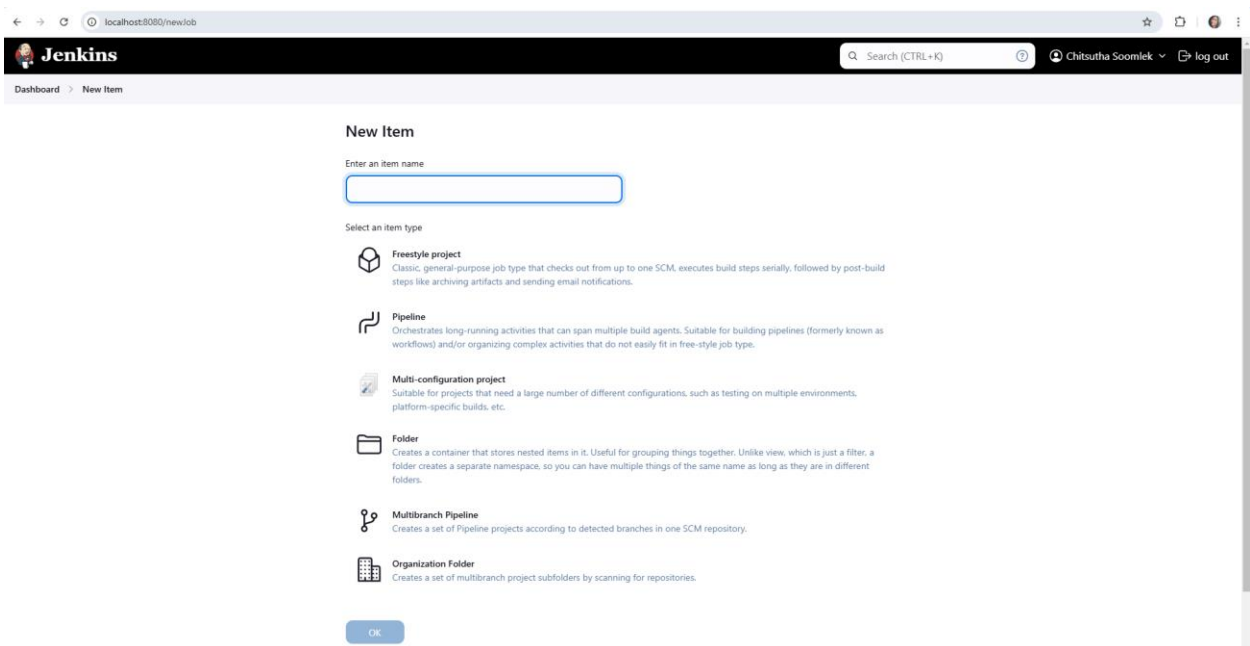 localhost:8080/newJob
Jenkins
Search (CTRL+K)
Chitsutha Soomlek
log out
Dashboard > New Item
New Item
Enter an item name
Select an item type
Freestyle project
Classic, general-purpose job type that checks out from up to one SCM, executes build steps serially, followed by post-build
steps like archiving artifacts and sending email notifications.
Pipeline
Orchestrates long-running activities that can span multiple build agents. Suitable for building pipelines (formerly known as
workflows) and/or organizing complex activities that do not easily fit in free-style job type.
Multi-configuration project
Suitable for projects that need a large number of different configurations, such as testing on multiple environments,
platform-specific builds, etc.
Folder
Creates a container that stores nested items in it. Useful for grouping things together. Unlike view, which is just a filter, a
folder creates a separate namespace, so you can have multiple things of the same name as long as they are in different
folders.
Multibranch Pipeline
Creates a set of Pipeline projects according to detected branches in one SCM repository.
Organization Folder
Creates a set of multibranch project subfolders by scanning for repositories.
OK